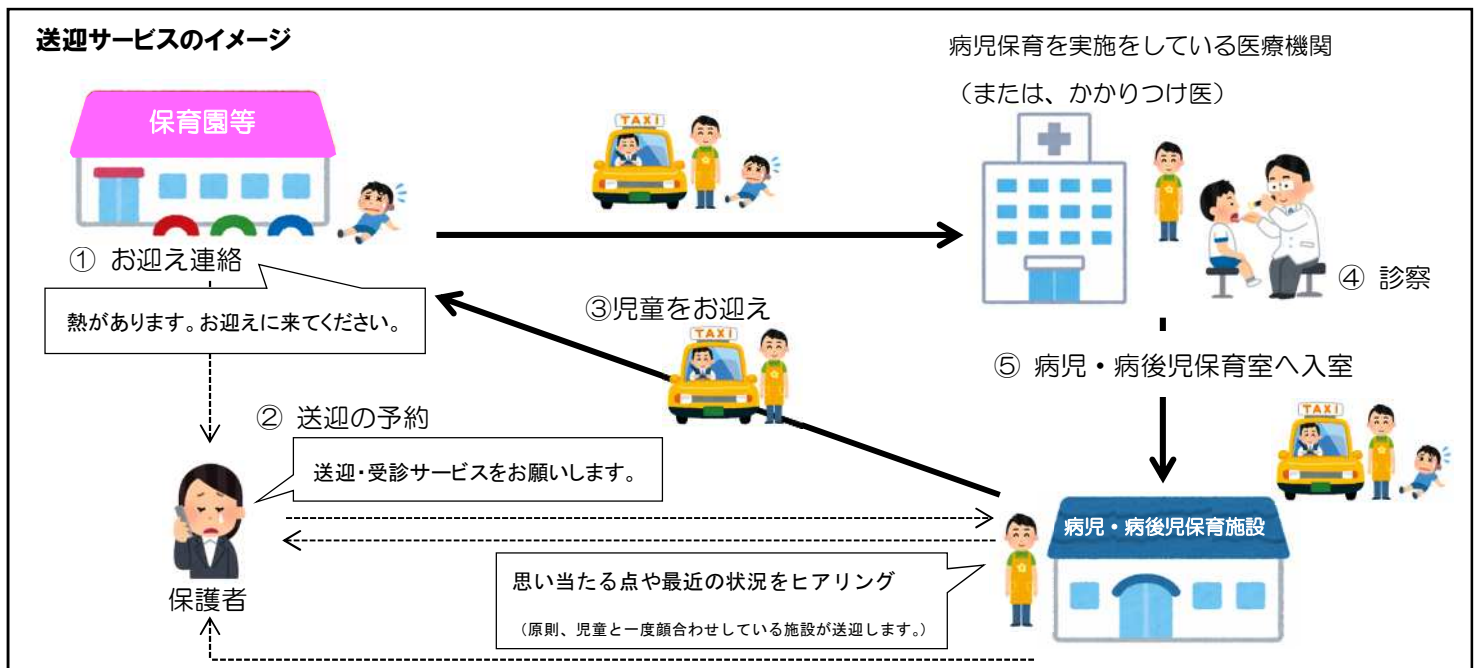 送迎サービスのイメージ
病児保育を実施をしている医療機関
（または、かかりつけ医）
保育園等
TAXI
① お迎え連絡
熱があります。お迎えに来てください。
③児童をお迎え
TAXI
④ 診察
⑤ 病児・病後児保育室へ入室
② 送迎の予約
送迎・受診サービスをお願いします。
TAXI
病児・病後児保育施設
思い当たる点や最近の状況をヒアリング
（原則、児童と一度顔合わせしている施設が送迎します。）
保護者